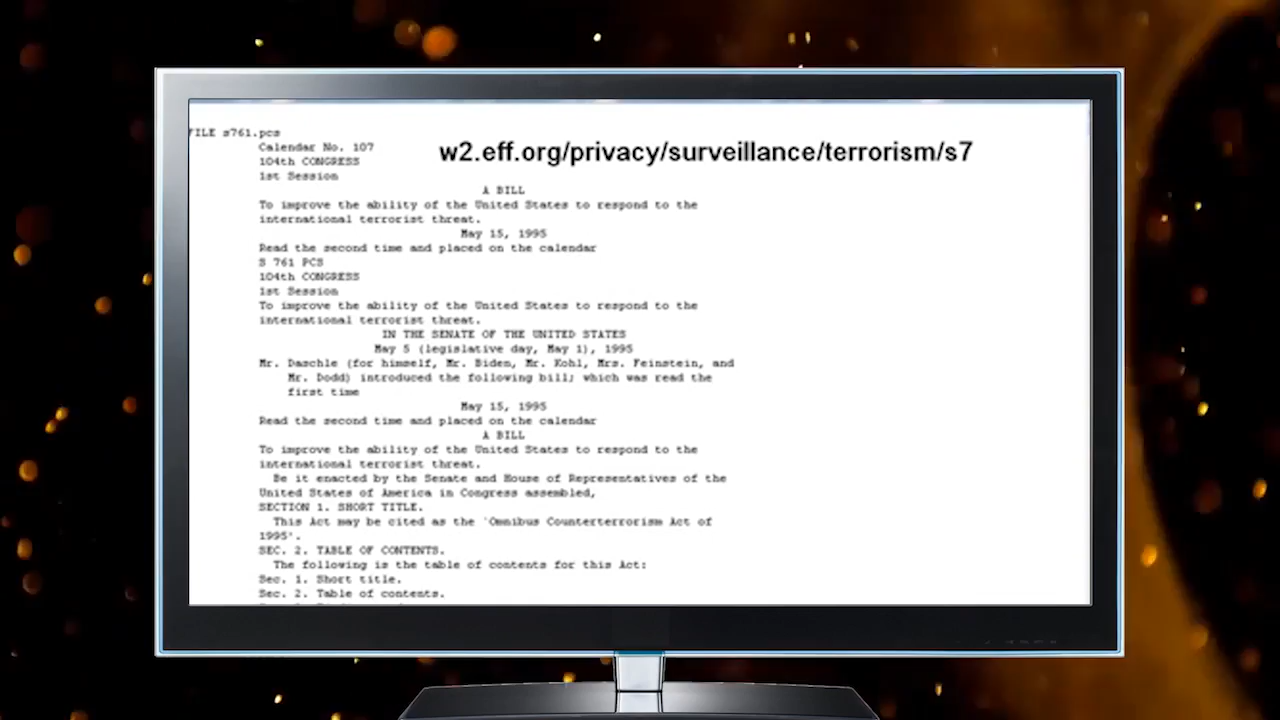 FILE s761.pcs
Calendar No. 107
w2.eff.org/privacy/surveillance/terrorism/s7
104th CONGRESS
1st Session
A BILL
To improve the ability of the United States to respond to the
international terrorist threat.
May 15, 1995
Read the second time and placed on the calendar
S 761 PCS
104th CONGRESS
1st Session
To improve the ability of the United States to respond to the
international terrorist threat.
IN THE SENATE OF THE UNITED STATES
May 5 (legislative day, May 1), 1995
Mr. Daschle (for himself, Mr. Biden, Mr. Kohl, Mrs. Feinstein, and
Mr. Dodd) introduced the following bill; which was read the
first time
May 15, 1995
Read the second time and placed on the calendar
A BILL
To improve the ability of the United States to respond to the
international terrorist threat.
Be it enacted by the Senate and House of Representatives of the
United States of America in Congress assembled,
SECTION 1. SHORT TITLE.
This Act may be cited as the `Omnibus Counterterrorism Act of
1995'.
SEC. 2. TABLE OF CONTENTS.
The following is the table of contents for this Act:
Sec. 1. Short title.
Sec. 2. Table of contents.